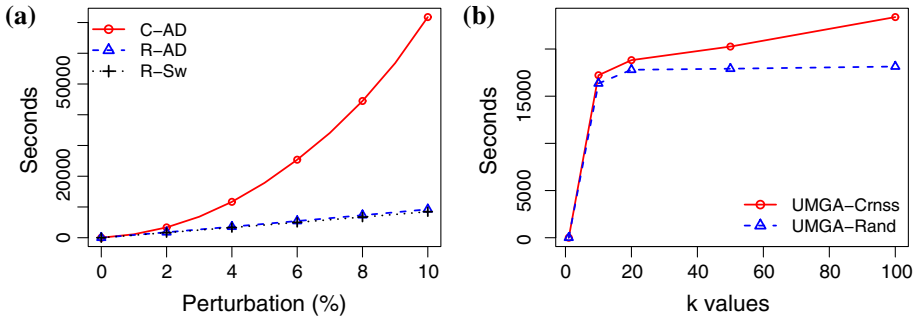 (a)
C−AD
R−AD
R−Sw
Seconds
0
20000
50000
0
2
4
6
8
10
Perturbation (%)
(b)
UMGA−Crnss
UMGA−Rand
Seconds
0
5000
15000
0
20
40
60
80
100
k values